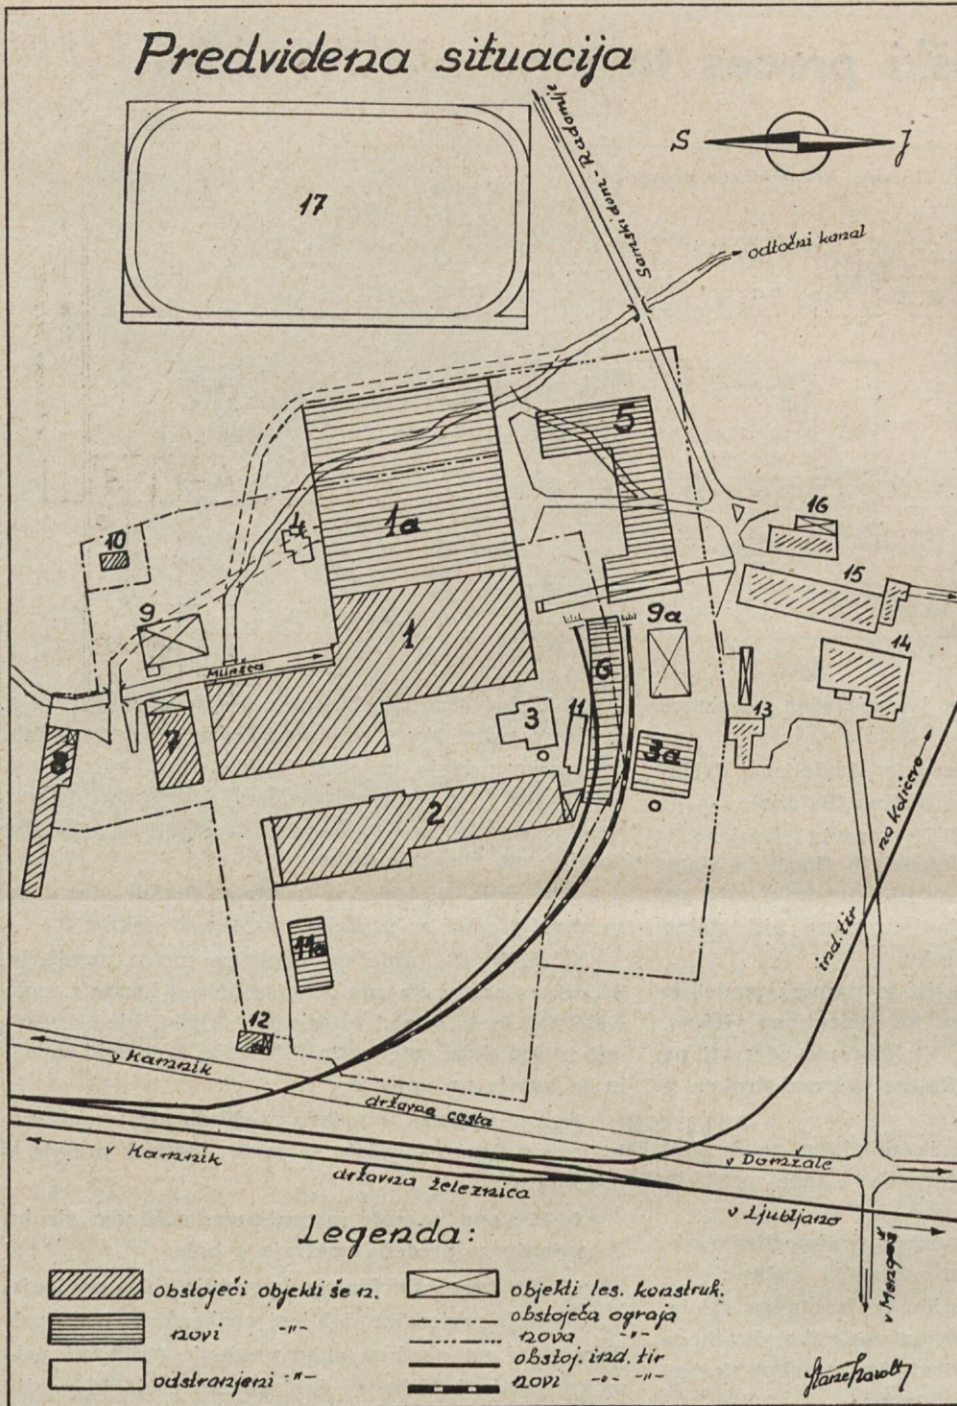 Predvidena situacija
S J
17
Samski dom - Radomlje
odtočni kanal
5
1a
4
10
16
15
9
1
9a
14
Mlinščica
6
3
11
13
7
3a
8
2
na Količevo
11a
ind. tir
12
v Kamnik
državna cesta
v Kamnik
v Domžale
državna železnica
v Ljubljano
v Mengeš
Legenda:
obstoječi objekti še n.
novi -"-
odstranjeni -"-
objekti les. konstruk.
obstoječa ograja
nova -"-
obstoj. ind. tir
novi -"- -"-